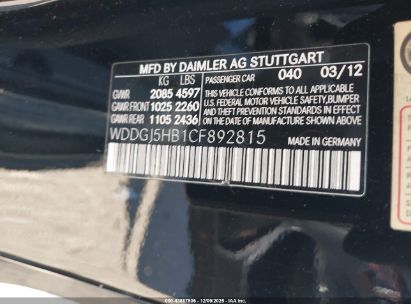 MFD BY DAIMLER AG STUTTGART
KG LBS PASSENGER CAR 040 03/12
GVWR 2085 4597
GAWR FRONT 1025 2260
GAWR REAR 1105 2436
THIS VEHICLE CONFORMS TO ALL APPLICABLE
U.S. FEDERAL MOTOR VEHICLE SAFETY, BUMPER
AND THEFT PREVENTION STANDARDS IN EFFECT
ON THE DATE OF MANUFACTURE SHOWN ABOVE.
WDDGJ5HB1CF892815 MADE IN GERMANY